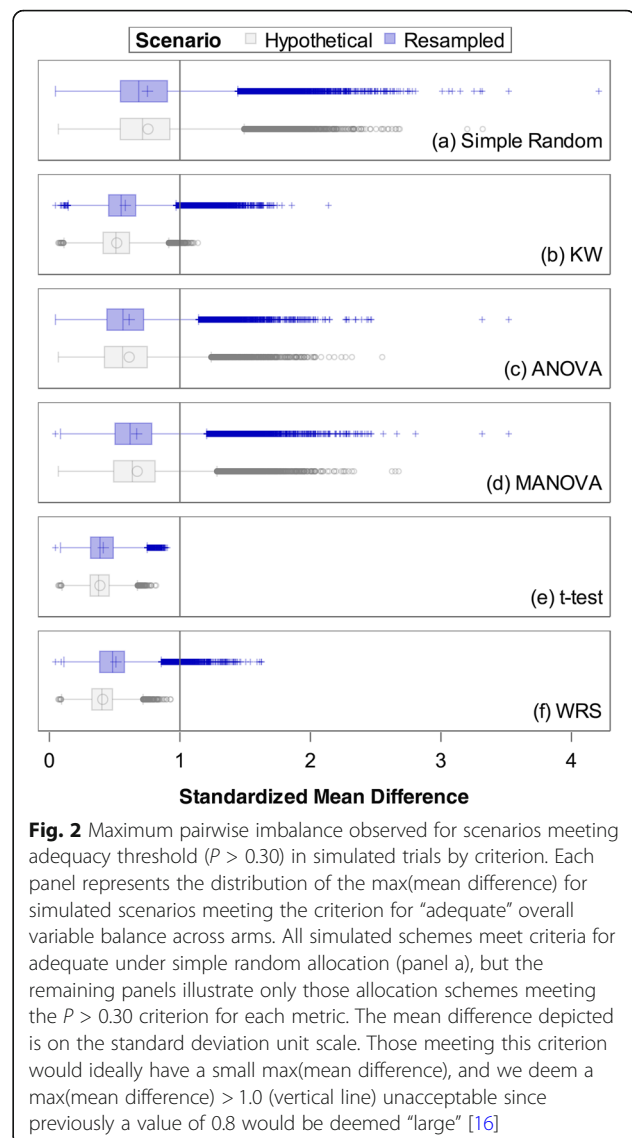 Scenario Hypothetical Resampled
(a) Simple Random
(b) KW
(c) ANOVA
(d) MANOVA
(e) t-test
(f) WRS
0 1 2 3 4
Standardized Mean Difference
Fig. 2 Maximum pairwise imbalance observed for scenarios meeting
adequacy threshold (P > 0.30) in simulated trials by criterion. Each
panel represents the distribution of the max(mean difference) for
simulated scenarios meeting the criterion for “adequate” overall
variable balance across arms. All simulated schemes meet criteria for
adequate under simple random allocation (panel a), but the
remaining panels illustrate only those allocation schemes meeting
the P > 0.30 criterion for each metric. The mean difference depicted
is on the standard deviation unit scale. Those meeting this criterion
would ideally have a small max(mean difference), and we deem a
max(mean difference) > 1.0 (vertical line) unacceptable since
previously a value of 0.8 would be deemed “large” [16]